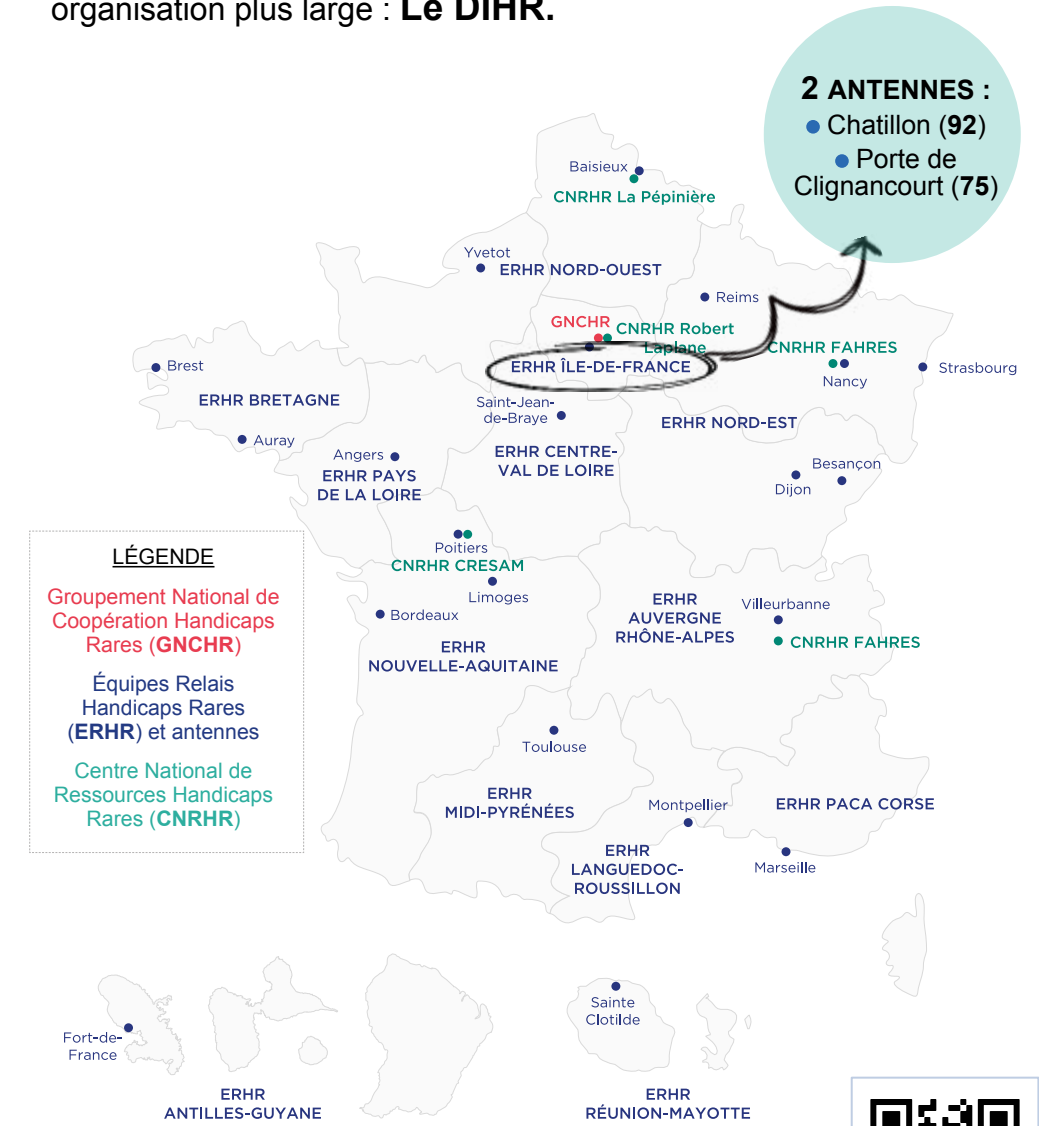 organisation plus large : Le DIHR.
2 ANTENNES :
Chatillon (92)
Porte de
Clignancourt (75)
Baisieux
CNRHR La Pépinière
Yvetot
ERHR NORD-OUEST
Reims
GNCHR
CNRHR Robert
Laplane
ERHR ÎLE-DE-FRANCE
CNRHR FAHRES
Nancy
Strasbourg
Brest
ERHR BRETAGNE
Auray
Saint-Jean-
de-Braye
ERHR CENTRE-
VAL DE LOIRE
ERHR NORD-EST
Angers
ERHR PAYS
DE LA LOIRE
Besançon
Dijon
LÉGENDE
Groupement National de
Coopération Handicaps
Rares (GNCHR)
Équipes Relais
Handicaps Rares
(ERHR) et antennes
Centre National de
Ressources Handicaps
Rares (CNRHR)
Poitiers
CNRHR CRESAM
Limoges
Bordeaux
ERHR
NOUVELLE-AQUITAINE
ERHR
AUVERGNE
RHÔNE-ALPES
Villeurbanne
CNRHR FAHRES
Toulouse
ERHR
MIDI-PYRÉNÉES
Montpellier
ERHR PACA CORSE
ERHR
LANGUEDOC-
ROUSSILLON
Marseille
Fort-de-
France
ERHR
ANTILLES-GUYANE
Sainte
Clotilde
ERHR
RÉUNION-MAYOTTE